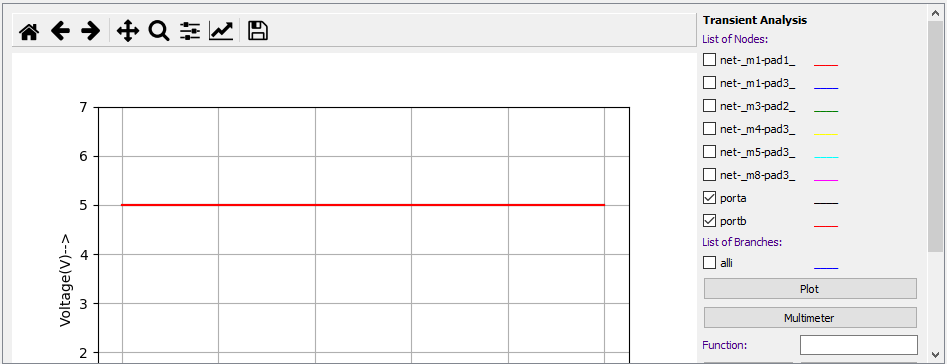 Transient Analysis
List of Nodes:
net-_m1-pad1_
net-_m1-pad3_
net-_m3-pad2_
net-_m4-pad3_
net-_m5-pad3_
net-_m8-pad3_
porta
portb
List of Branches:
alli
Plot
Multimeter
Function:
7
6
5
4
3
2
Voltage(V)-->